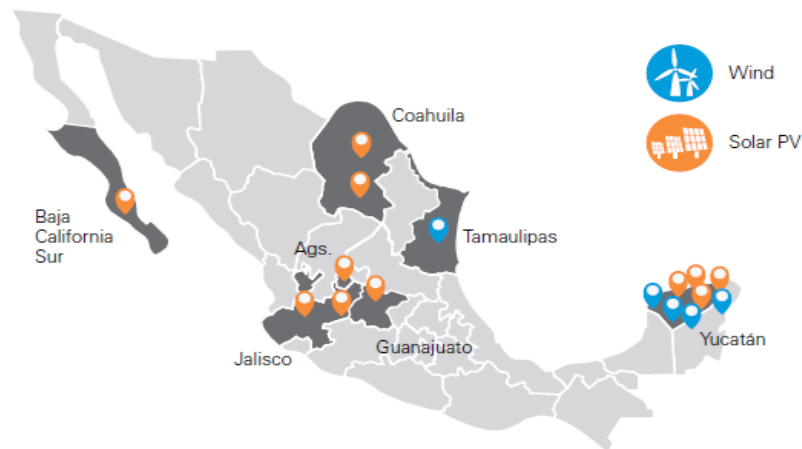 Wind
Coahuila
Solar PV
Baja
California
Sur
Tamaulipas
Ags.
Yucatán
Guanajuato
Jalisco